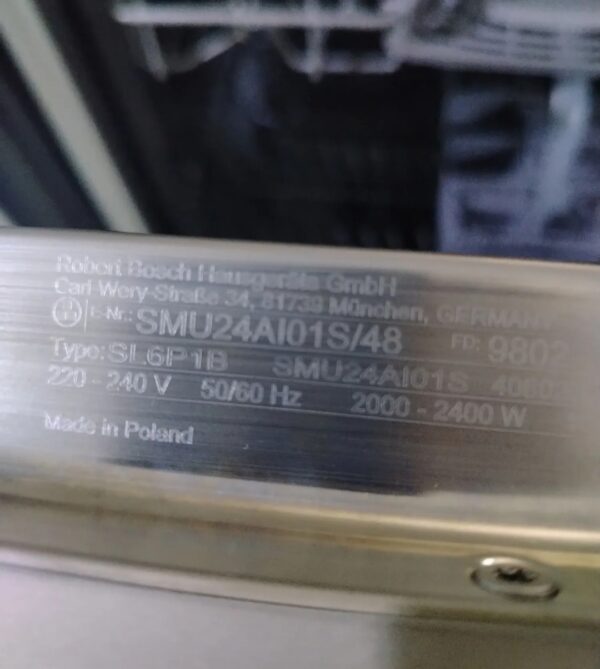 Robert Bosch Hausgeräte GmbH
Carl-Wery-Straße 34, 81739 München, GERMANY
E-Nr.: SMU24AI01S/48 FD: 9802
Type: SL6P1B SMU24AI01S
220 - 240 V 50/60 Hz 2000 - 2400 W
Made in Poland